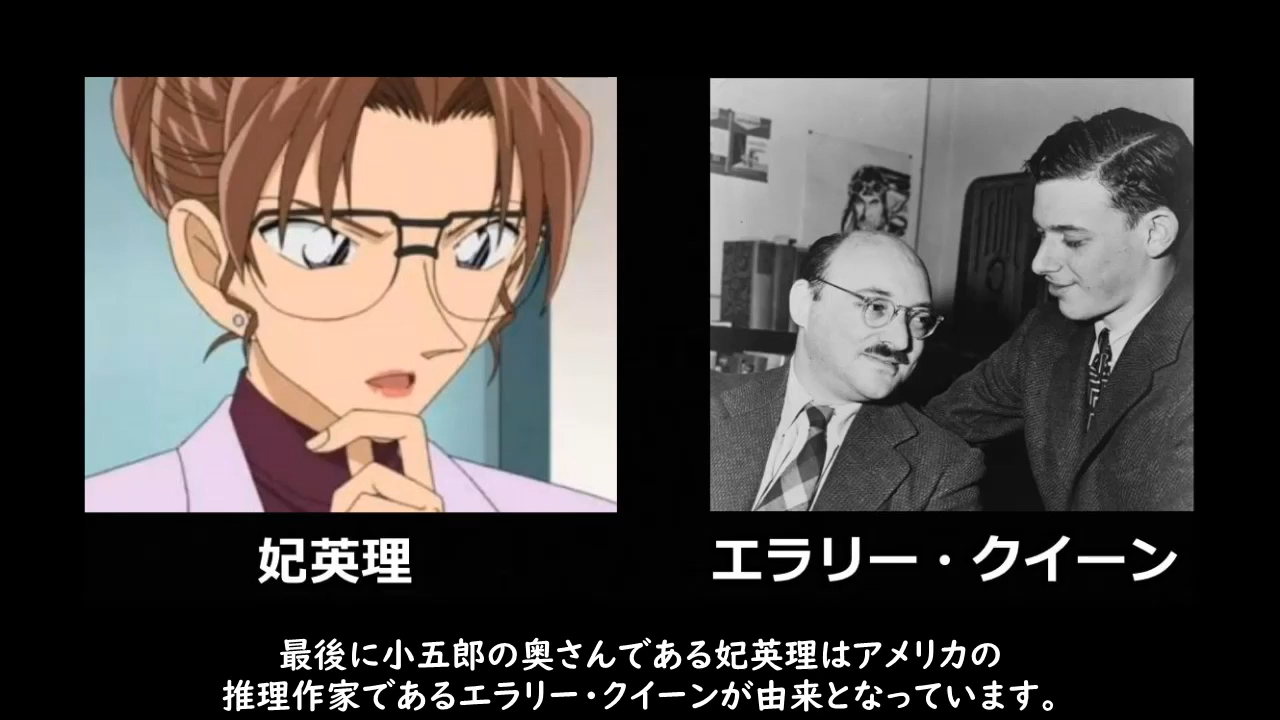 妃英理
エラリー・クイーン
最後に小五郎の奥さんである妃英理はアメリカの
推理作家であるエラリー・クイーンが由来となっています。